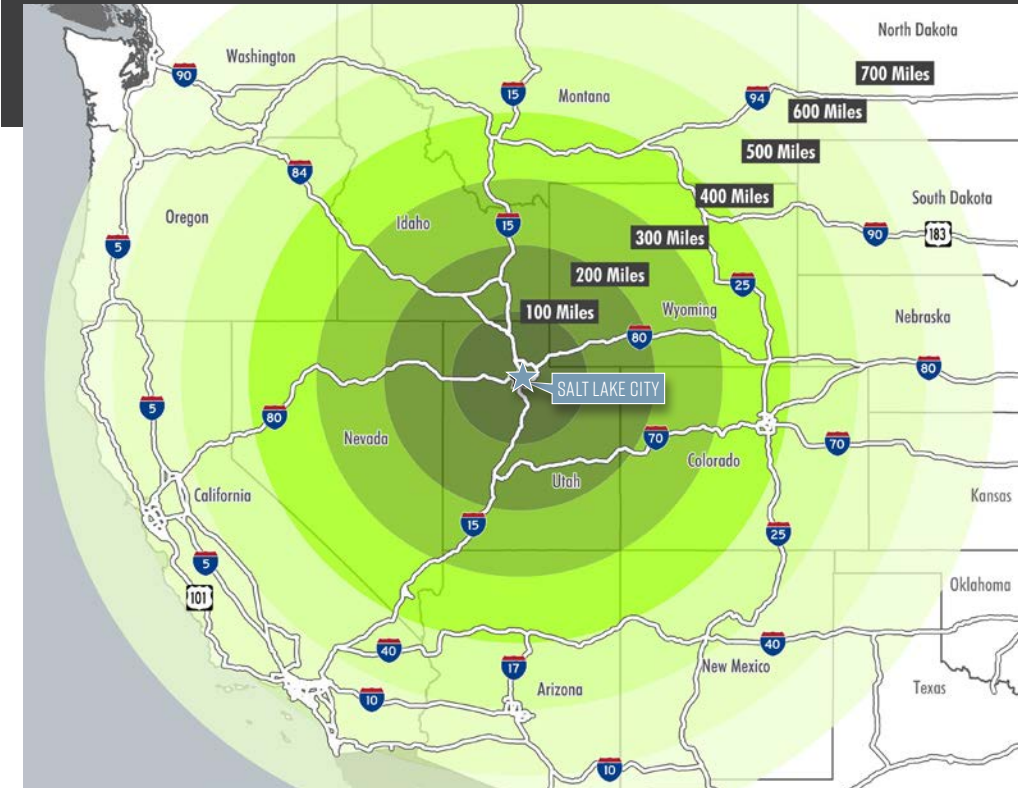 North Dakota
Washington
700 Miles
90
15
Montana
94
600 Miles
500 Miles
84
400 Miles
South Dakota
Oregon
Idaho
15
300 Miles
90
183
5
200 Miles
25
100 Miles
Wyoming
Nebraska
80
80
SALT LAKE CITY
5
80
Nevada
70
70
Colorado
Utah
California
Kansas
15
25
5
Oklahoma
101
40
40
17
New Mexico
Arizona
Texas
10
10